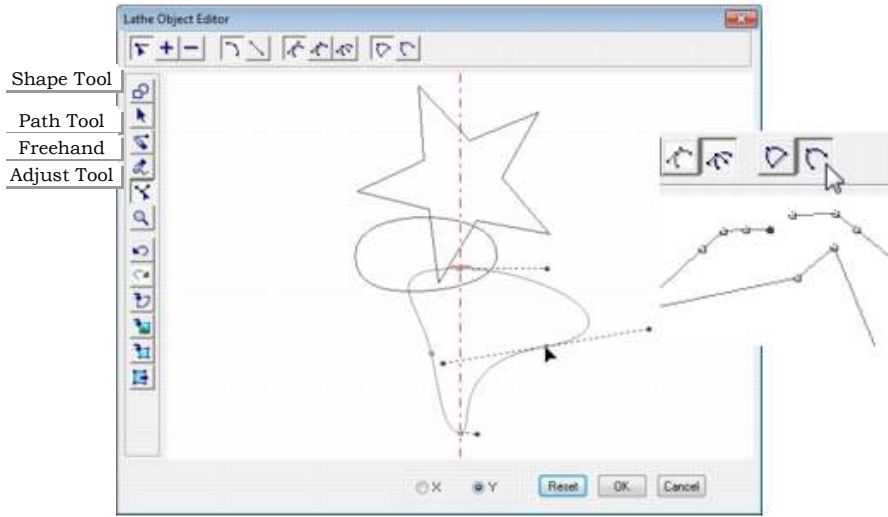 Lathe Object Editor
Shape Tool
Path Tool
Freehand
Adjust Tool
X Y Reset OK Cancel